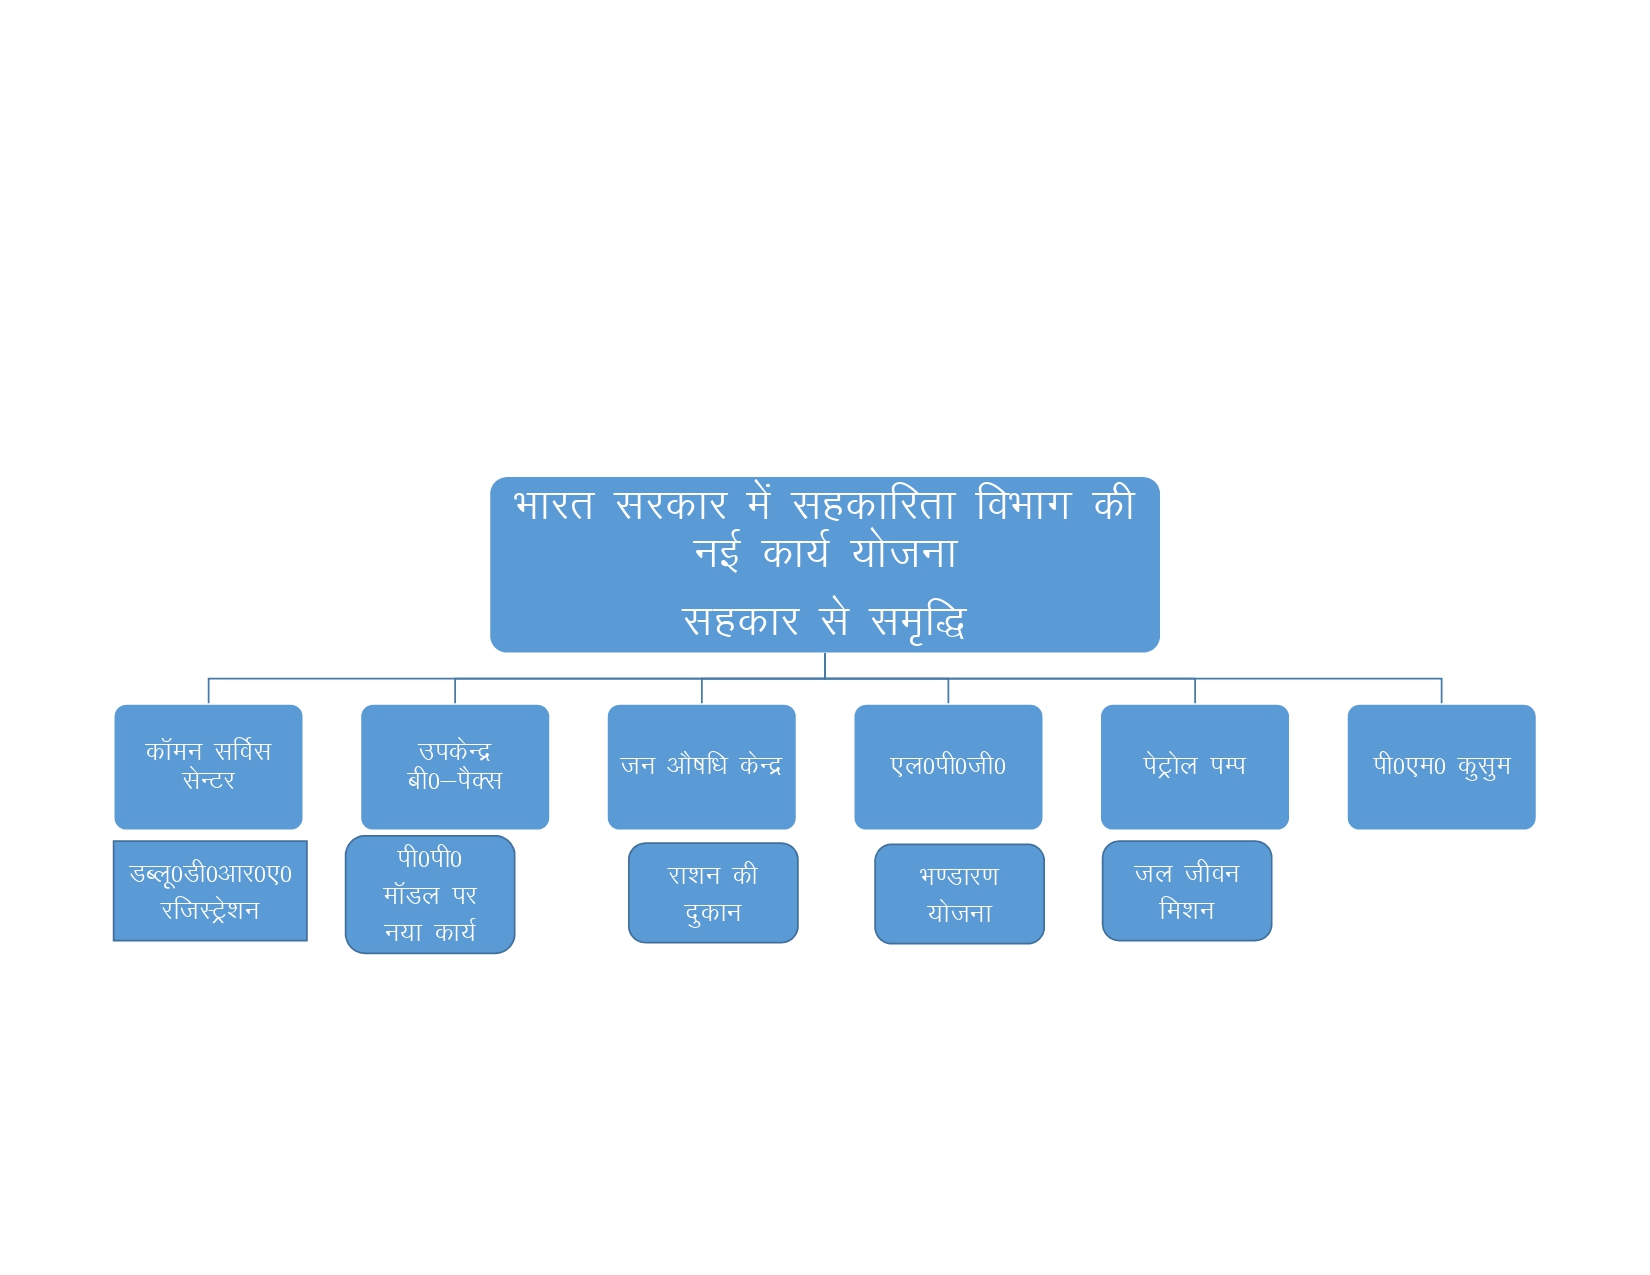 भारत सरकार में सहकारिता विभाग की
नई कार्य योजना
सहकार से समृद्धि
कॉमन सर्विस
सेन्टर
उपकेन्द्र
बी0–पैक्स
जन औषधि केन्द्र
एल0पी0जी0
पेट्रोल पम्प
पी0एम0 कुसुम
डब्लू0डी0आर0ए0
रजिस्ट्रेशन
पी0पी0
मॉडल पर
नया कार्य
राशन की
दुकान
भण्डारण
योजना
जल जीवन
मिशन